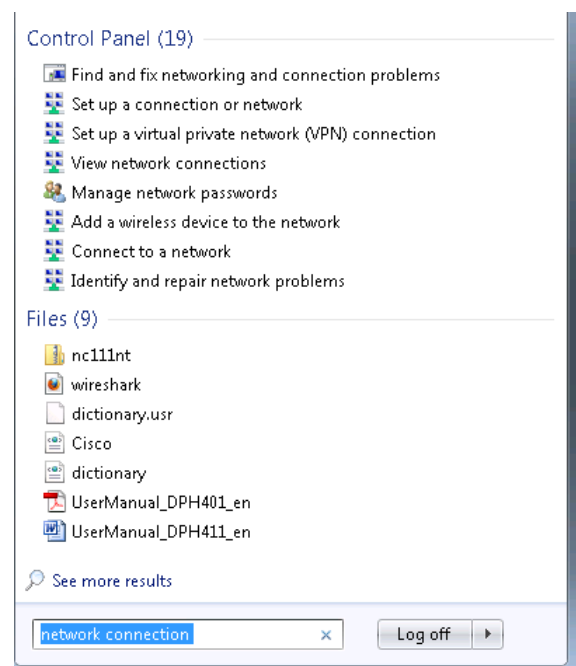 Control Panel (19)
Find and fix networking and connection problems
Set up a connection or network
Set up a virtual private network (VPN) connection
View network connections
Manage network passwords
Add a wireless device to the network
Connect to a network
Identify and repair network problems
Files (9)
nc111nt
wireshark
dictionary.usr
Cisco
dictionary
UserManual_DPH401_en
UserManual_DPH411_en
See more results
network connection Log off